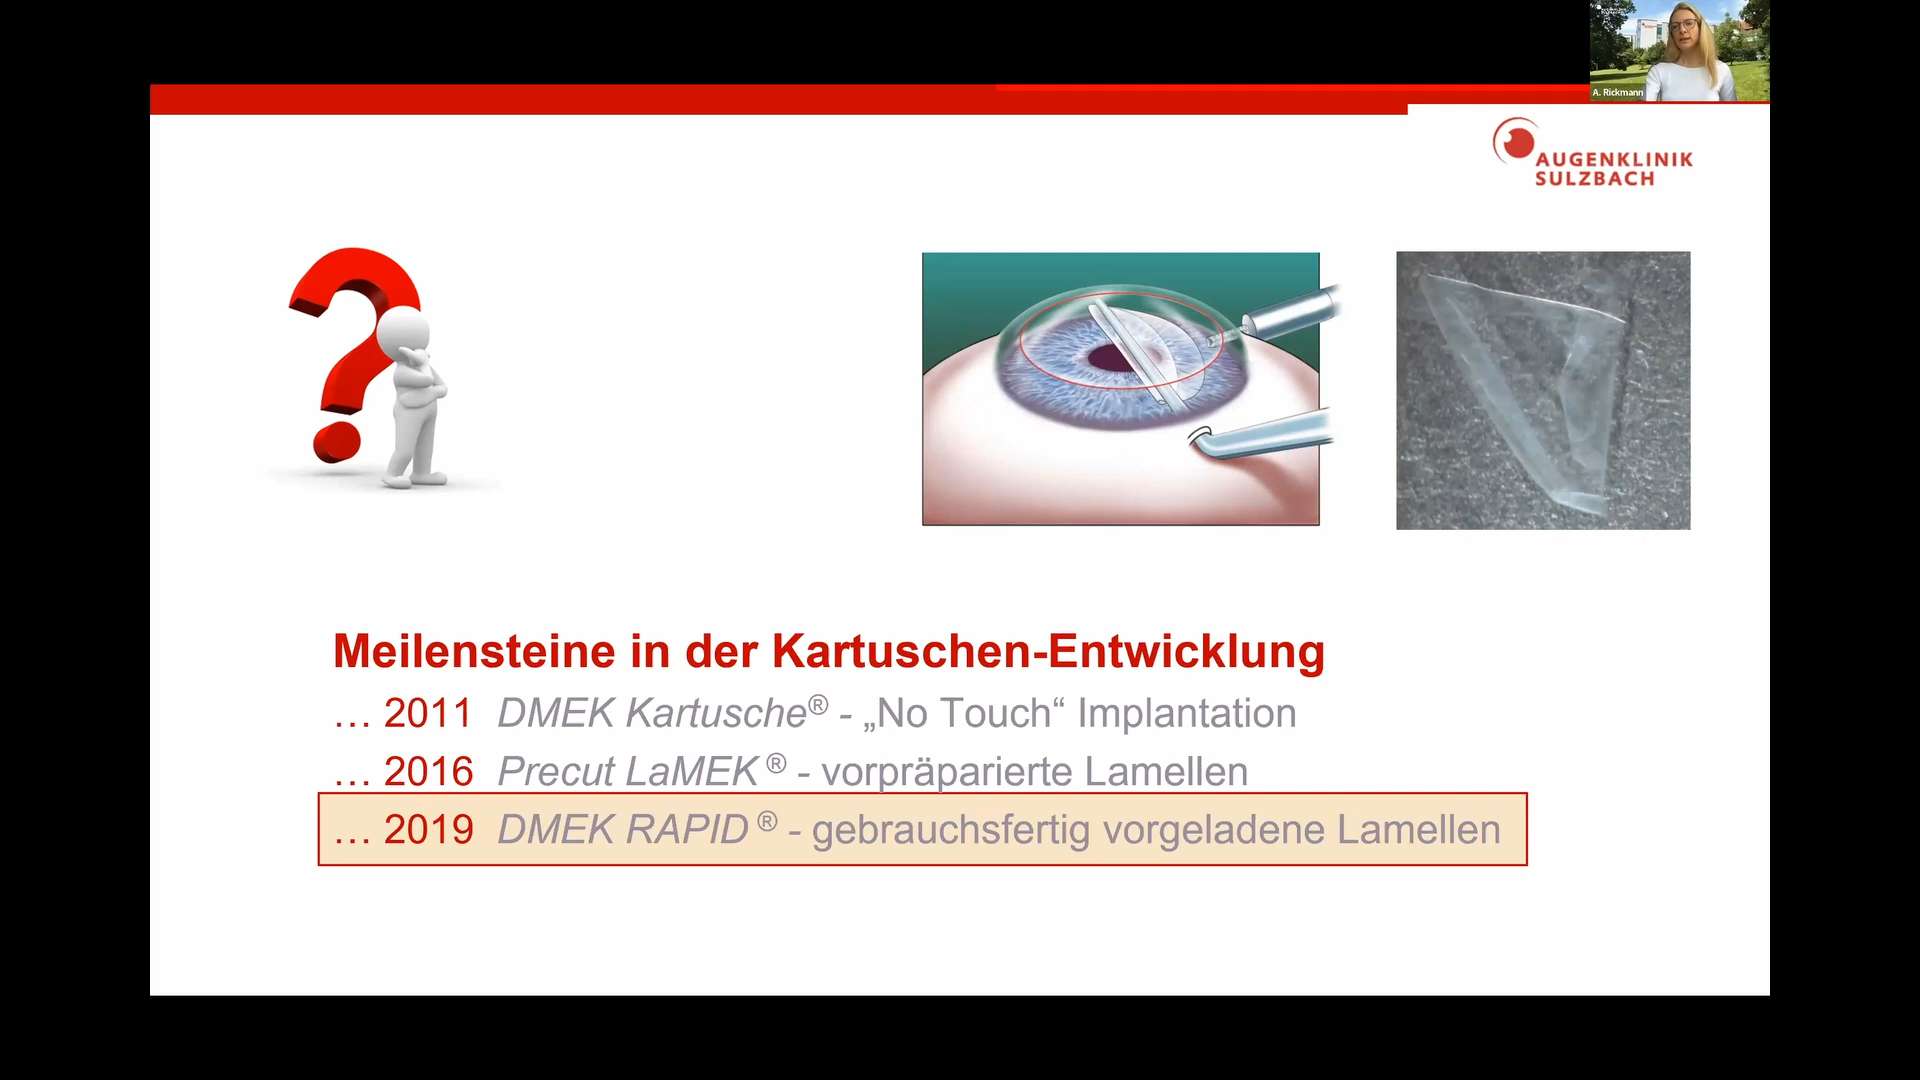 A. Rickmann
AUGENKLINIK
SULZBACH
Meilensteine in der Kartuschen-Entwicklung
… 2011 DMEK Kartusche® - „No Touch“ Implantation
… 2016 Precut LaMEK ® - vorpräparierte Lamellen
… 2019 DMEK RAPID ® - gebrauchsfertig vorgeladene Lamellen